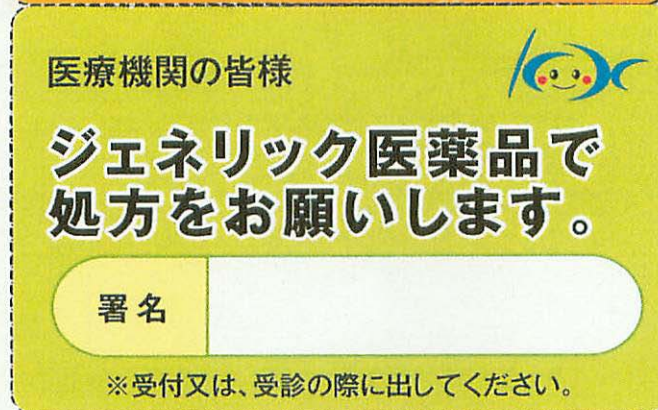 医療機関の皆様
ジェネリック医薬品で
処方をお願いします。
署名
※受付又は、受診の際に出してください。